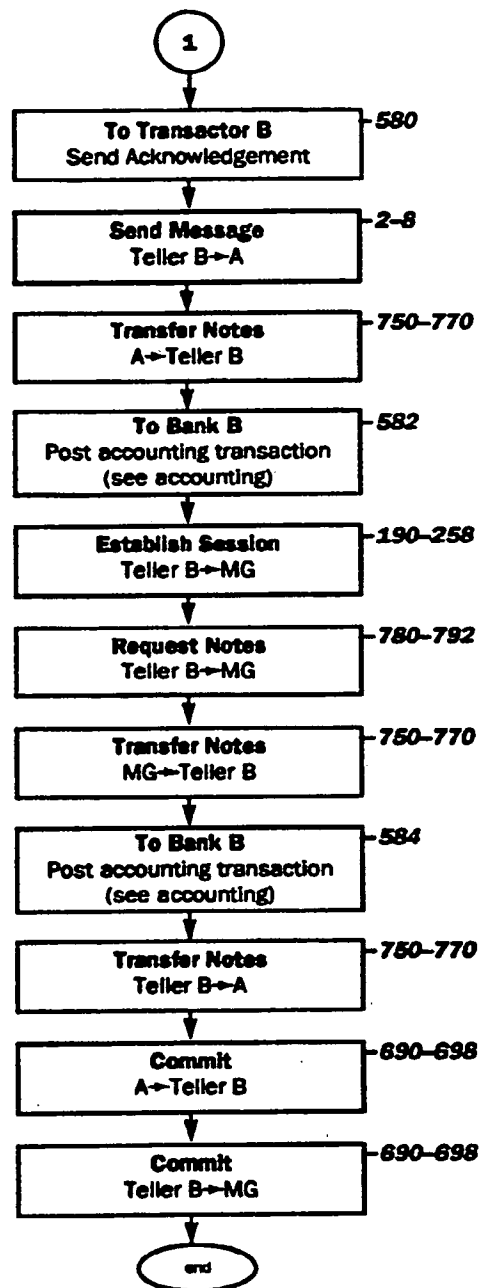 1
To Transactor B
Send Acknowledgement
580
Send Message
Teller B→A
2–8
Transfer Notes
A→Teller B
750–770
To Bank B
Post accounting transaction
(see accounting)
582
Establish Session
Teller B→MG
190–258
Request Notes
Teller B→MG
780–792
Transfer Notes
MG→Teller B
750–770
To Bank B
Post accounting transaction
(see accounting)
584
Transfer Notes
Teller B→A
750–770
Commit
A→Teller B
690–698
Commit
Teller B→MG
690–698
end